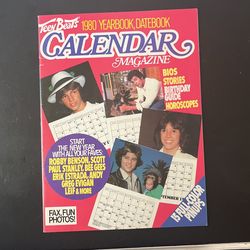 Teen Beat's
1980 YEARBOOK, DATEBOOK
CALENDAR
MAGAZINE
BIOS
STORIES
BIRTHDAY
GUIDE
HOROSCOPES
START
THE NEW YEAR
WITH ALL YOUR FAVES:
ROBBY BENSON, SCOTT
PAUL STANLEY, BEE GEES
ERIK ESTRADA, ANDY
GREG EVIGAN
LEIF & MORE
FAX, FUN
PHOTOS!
15 FULL-COLOR
PINUPS